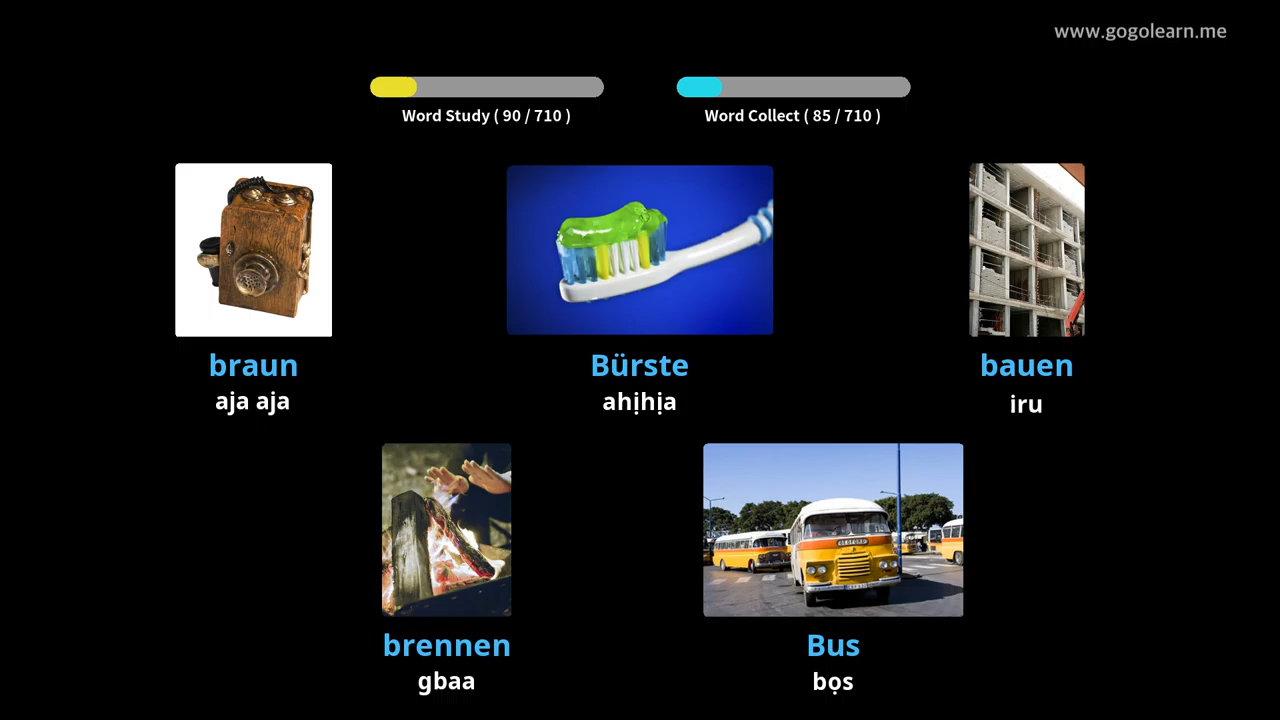 www.gogolearn.me
Word Study ( 90 / 710 )
Word Collect ( 85 / 710 )
braun
aja aja
Bürste
ahịhịa
bauen
iru
brennen
gbaa
BEDFORD
Bus
bọs